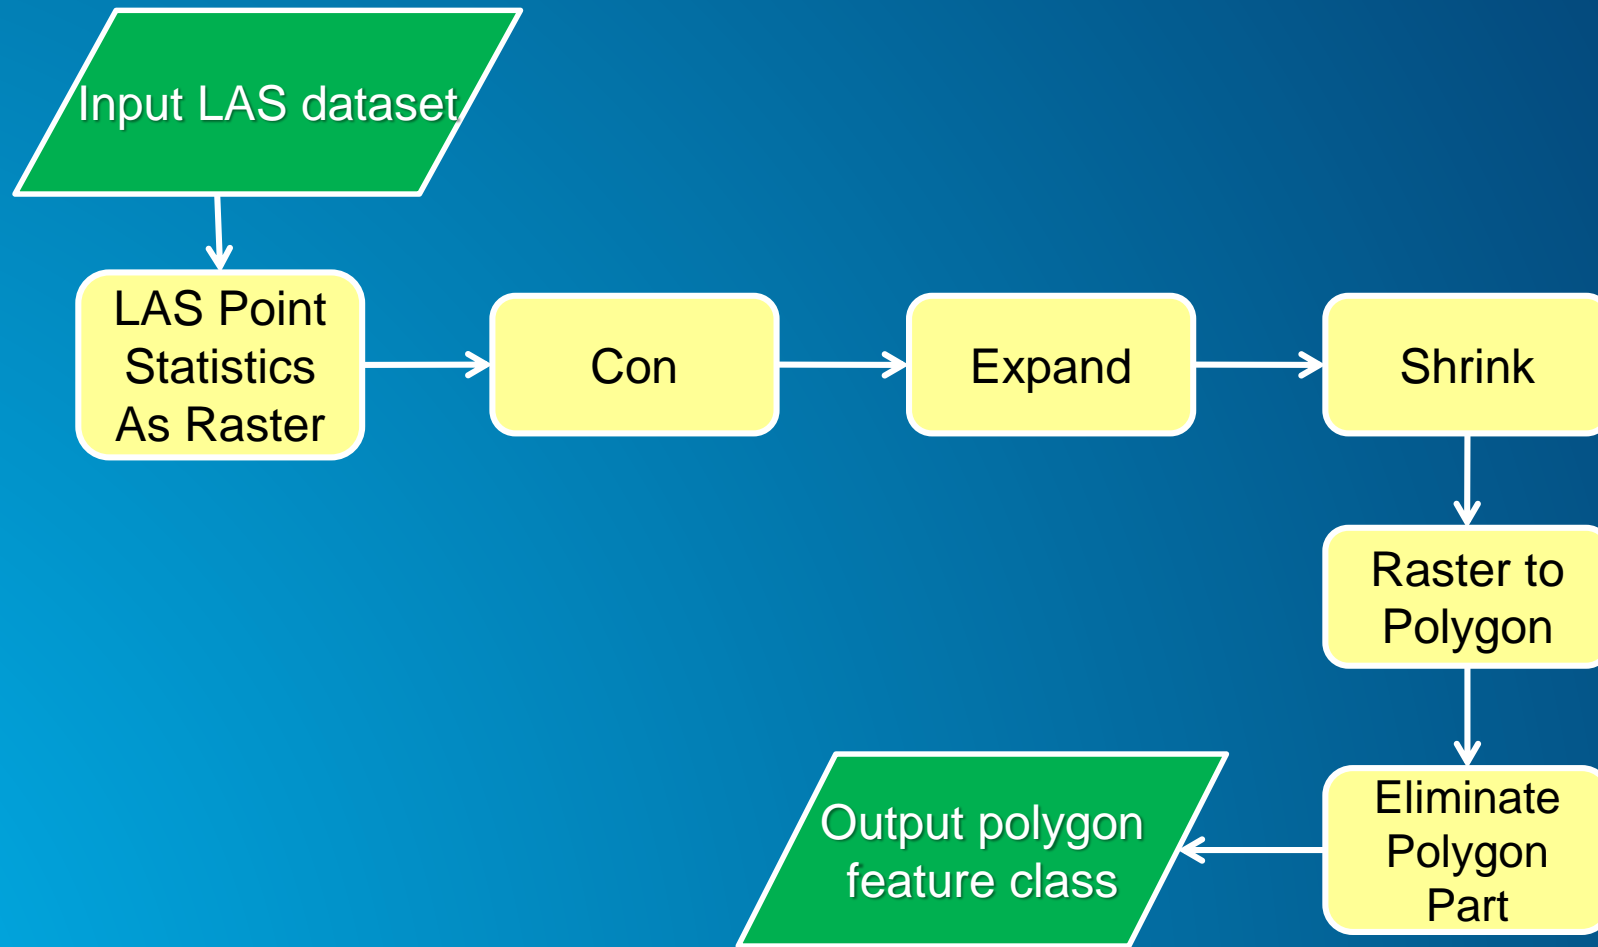 Input LAS dataset
LAS Point
Statistics
As Raster
Con
Expand
Shrink
Raster to
Polygon
Eliminate
Polygon
Part
Output polygon
feature class